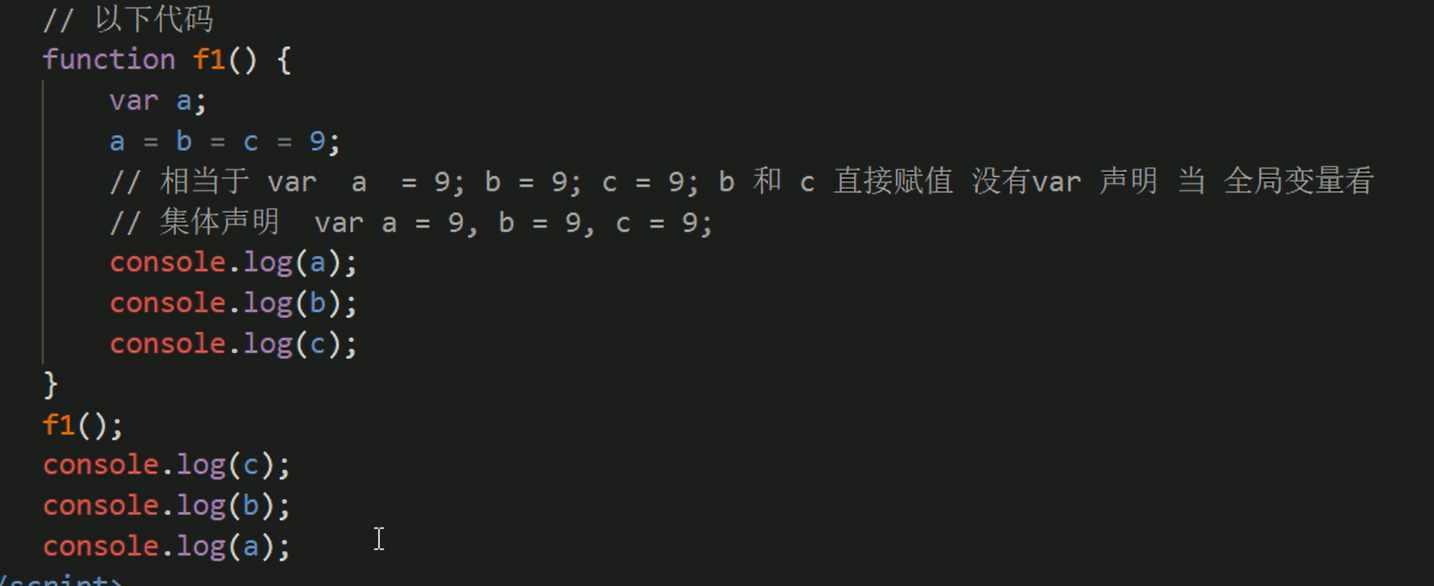 // 以下代码
function f1() {
    var a;
    a = b = c = 9;
    // 相当于 var  a  = 9; b = 9; c = 9; b 和 c 直接赋值 没有var 声明 当 全局变量看
    // 集体声明  var a = 9, b = 9, c = 9;
    console.log(a);
    console.log(b);
    console.log(c);
}
f1();
console.log(c);
console.log(b);
console.log(a);
/script>